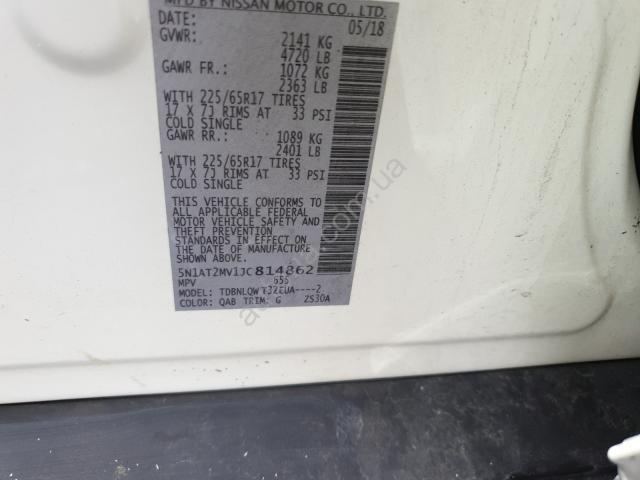 MFD BY NISSAN MOTOR CO., LTD.
DATE: 05/18
GVWR: 2141 KG
4720 LB
GAWR FR.: 1072 KG
2363 LB
WITH 225/65R17 TIRES
17 X 7J RIMS AT 33 PSI
COLD SINGLE
GAWR RR.: 1089 KG
2401 LB
WITH 225/65R17 TIRES
17 X 7J RIMS AT 33 PSI
COLD SINGLE
THIS VEHICLE CONFORMS TO
ALL APPLICABLE FEDERAL
MOTOR VEHICLE SAFETY AND
THEFT PREVENTION
STANDARDS IN EFFECT ON
THE DATE OF MANUFACTURE
SHOWN ABOVE.
5N1AT2MV1JC814862
MPV 656
MODEL:
COLOR: QAB TRIM: G 2S30A